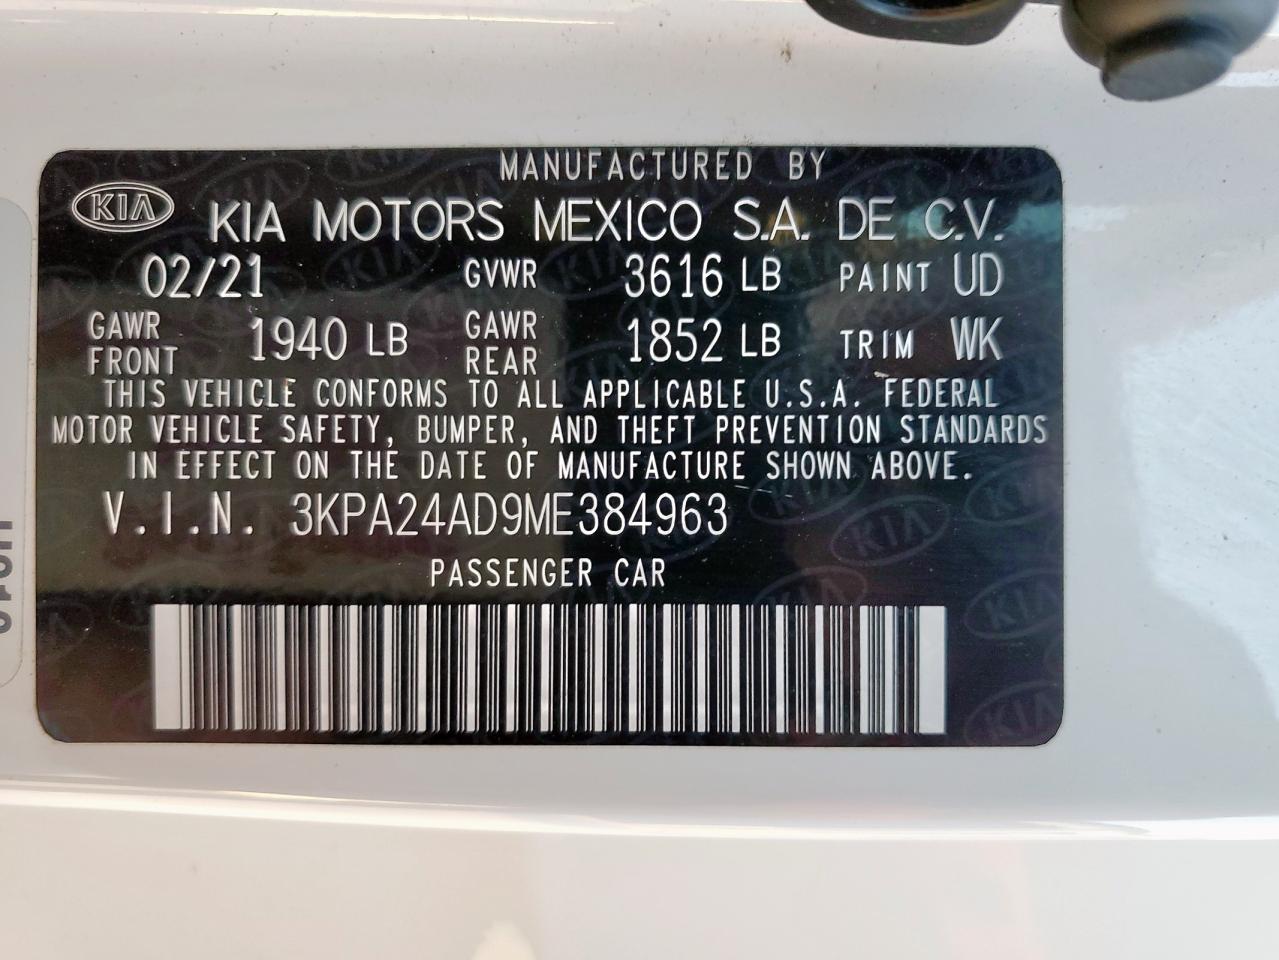 MANUFACTURED BY
KIA KIA MOTORS MEXICO S.A. DE C.V.
02/21 GVWR 3616 LB PAINT UD
GAWR FRONT 1940 LB GAWR REAR 1852 LB TRIM WK
THIS VEHICLE CONFORMS TO ALL APPLICABLE U.S.A. FEDERAL
MOTOR VEHICLE SAFETY, BUMPER, AND THEFT PREVENTION STANDARDS
IN EFFECT ON THE DATE OF MANUFACTURE SHOWN ABOVE.
V.I.N. 3KPA24AD9ME384963
PASSENGER CAR